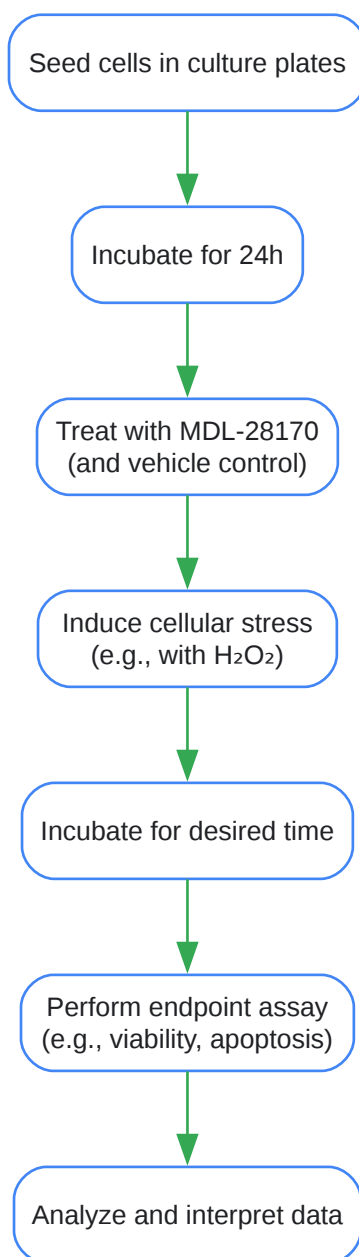 Seed cells in culture plates
Incubate for 24h
Treat with MDL-28170
(and vehicle control)
Induce cellular stress
(e.g., with H₂O₂)
Incubate for desired time
Perform endpoint assay
(e.g., viability, apoptosis)
Analyze and interpret data